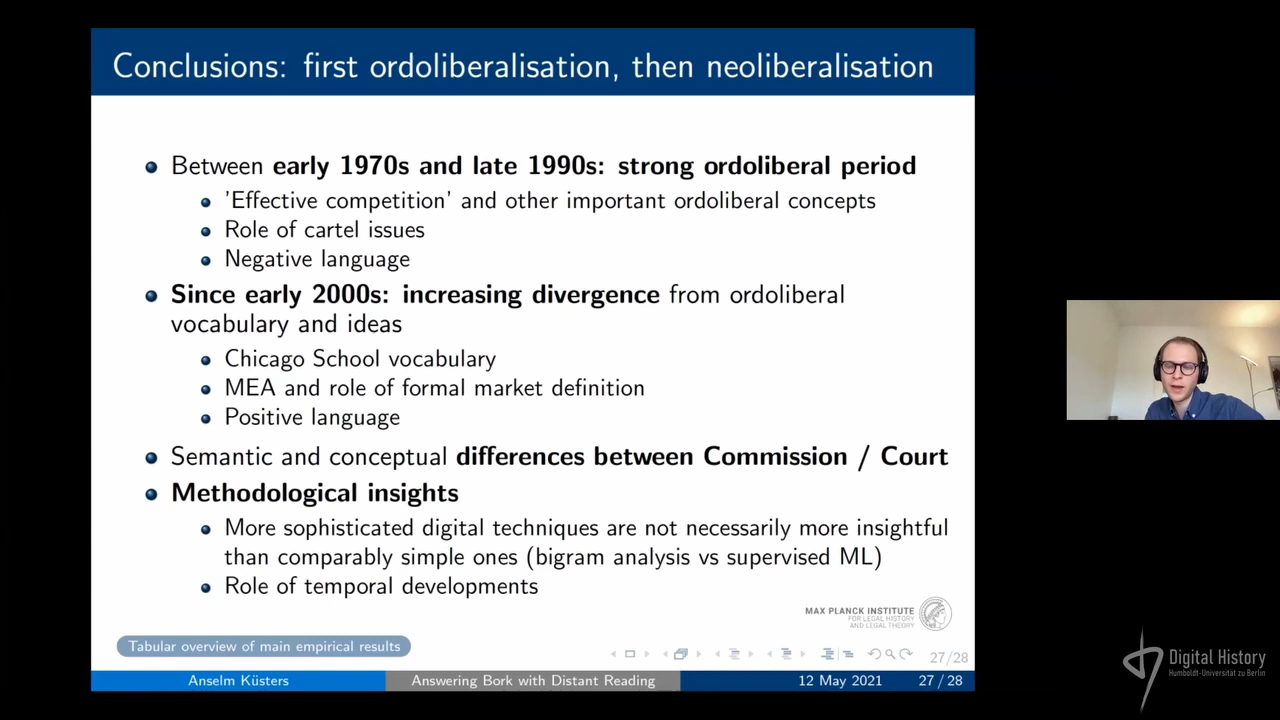 Conclusions: first ordoliberalisation, then neoliberalisation
Between early 1970s and late 1990s: strong ordoliberal period
'Effective competition' and other important ordoliberal concepts
Role of cartel issues
Negative language
Since early 2000s: increasing divergence from ordoliberal
vocabulary and ideas
Chicago School vocabulary
MEA and role of formal market definition
Positive language
Semantic and conceptual differences between Commission / Court
Methodological insights
More sophisticated digital techniques are not necessarily more insightful
than comparably simple ones (bigram analysis vs supervised ML)
Role of temporal developments
MAX PLANCK INSTITUTE
FOR LEGAL HISTORY
AND LEGAL THEORY
Tabular overview of main empirical results
27/28
Anselm Küsters
Answering Bork with Distant Reading
12 May 2021
27 / 28
Digital History
Humboldt-Universität zu Berlin